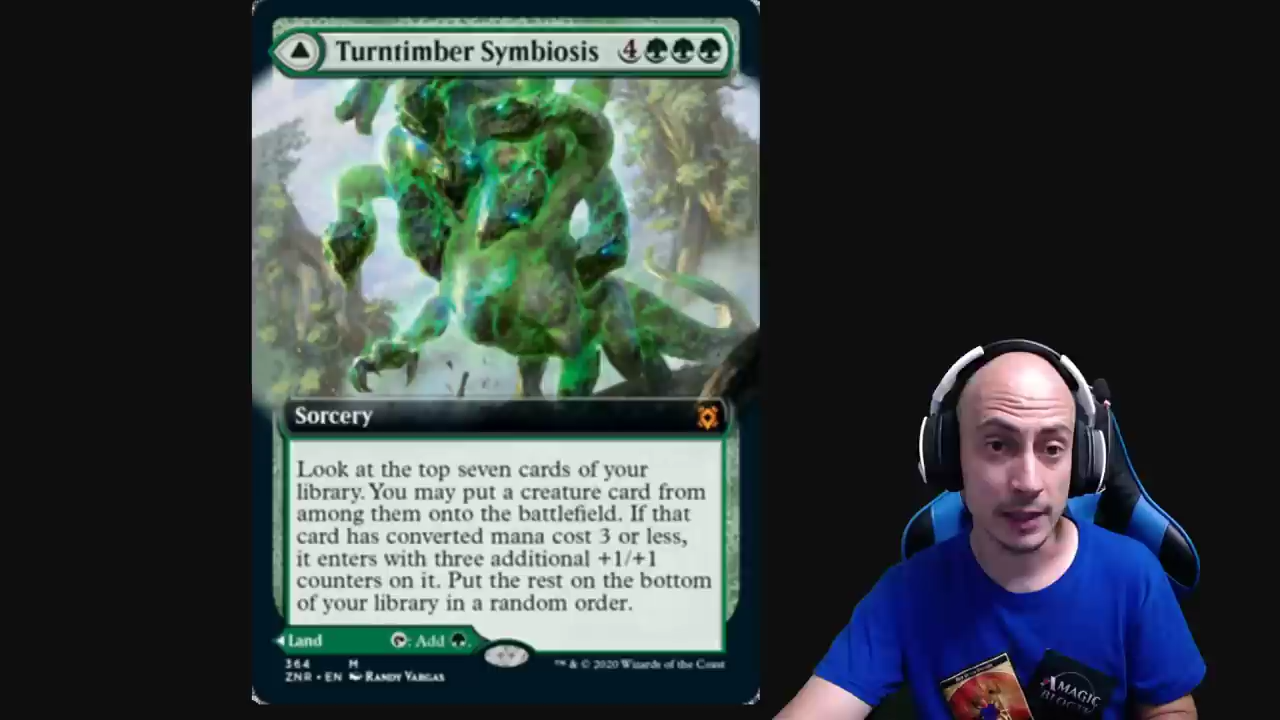 Turntimber Symbiosis 4
Sorcery
Look at the top seven cards of your
library. You may put a creature card from
among them onto the battlefield. If that
card has converted mana cost 3 or less,
it enters with three additional +1/+1
counters on it. Put the rest on the bottom
of your library in a random order.
Land : Add .
364 M
ZNR • EN RANDY VARGAS
™ & © 2020 Wizards of the Coast
MAGIC